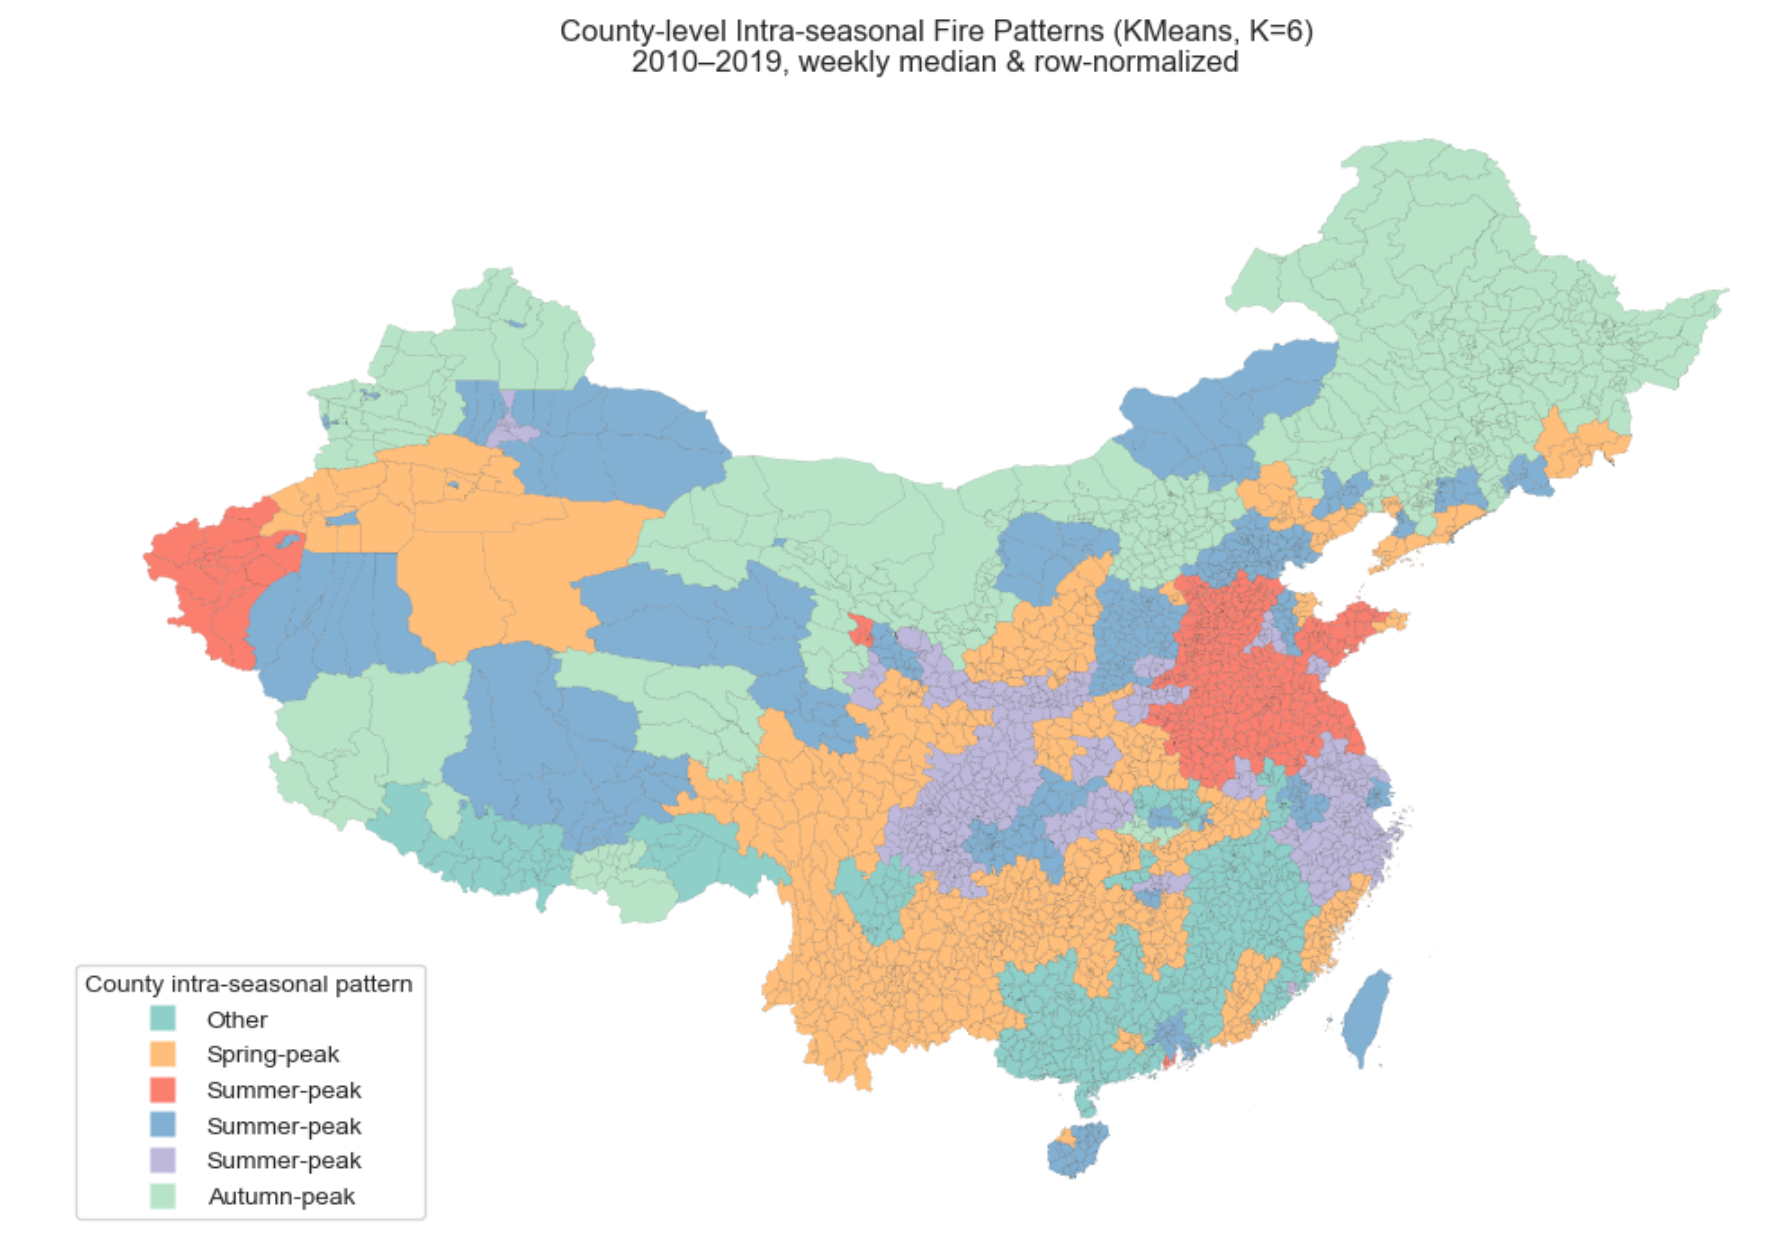 County-level Intra-seasonal Fire Patterns (KMeans, K=6)
2010–2019, weekly median & row-normalized
County intra-seasonal pattern
Other
Spring-peak
Summer-peak
Summer-peak
Summer-peak
Autumn-peak